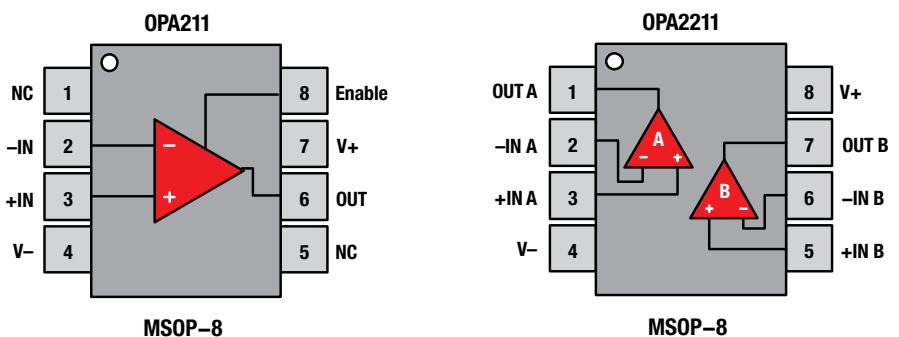 OPA211
NC 1 8 Enable
–IN 2 – 7 V+
+IN 3 + 6 OUT
V– 4 5 NC
MSOP–8
OPA2211
OUT A 1 A 8 V+
–IN A 2 – + 7 OUT B
+IN A 3 B 6 –IN B
V– 4 + – 5 +IN B
MSOP–8